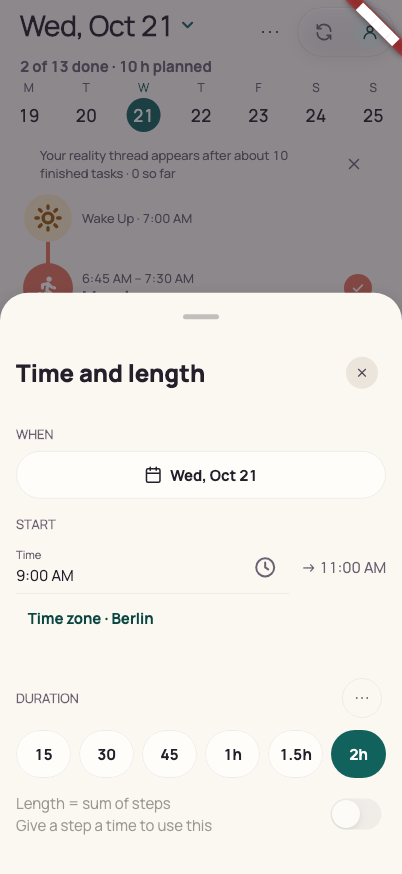 Wed, Oct 21
2 of 13 done · 10 h planned
M T W T F S S
19 20 21 22 23 24 25
Your reality thread appears after about 10
finished tasks · 0 so far
Wake Up · 7:00 AM
6:45 AM – 7:30 AM
Time and length
WHEN
Wed, Oct 21
START
Time
9:00 AM
→ 11:00 AM
Time zone · Berlin
DURATION
15 30 45 1h 1.5h 2h
Length = sum of steps
Give a step a time to use this